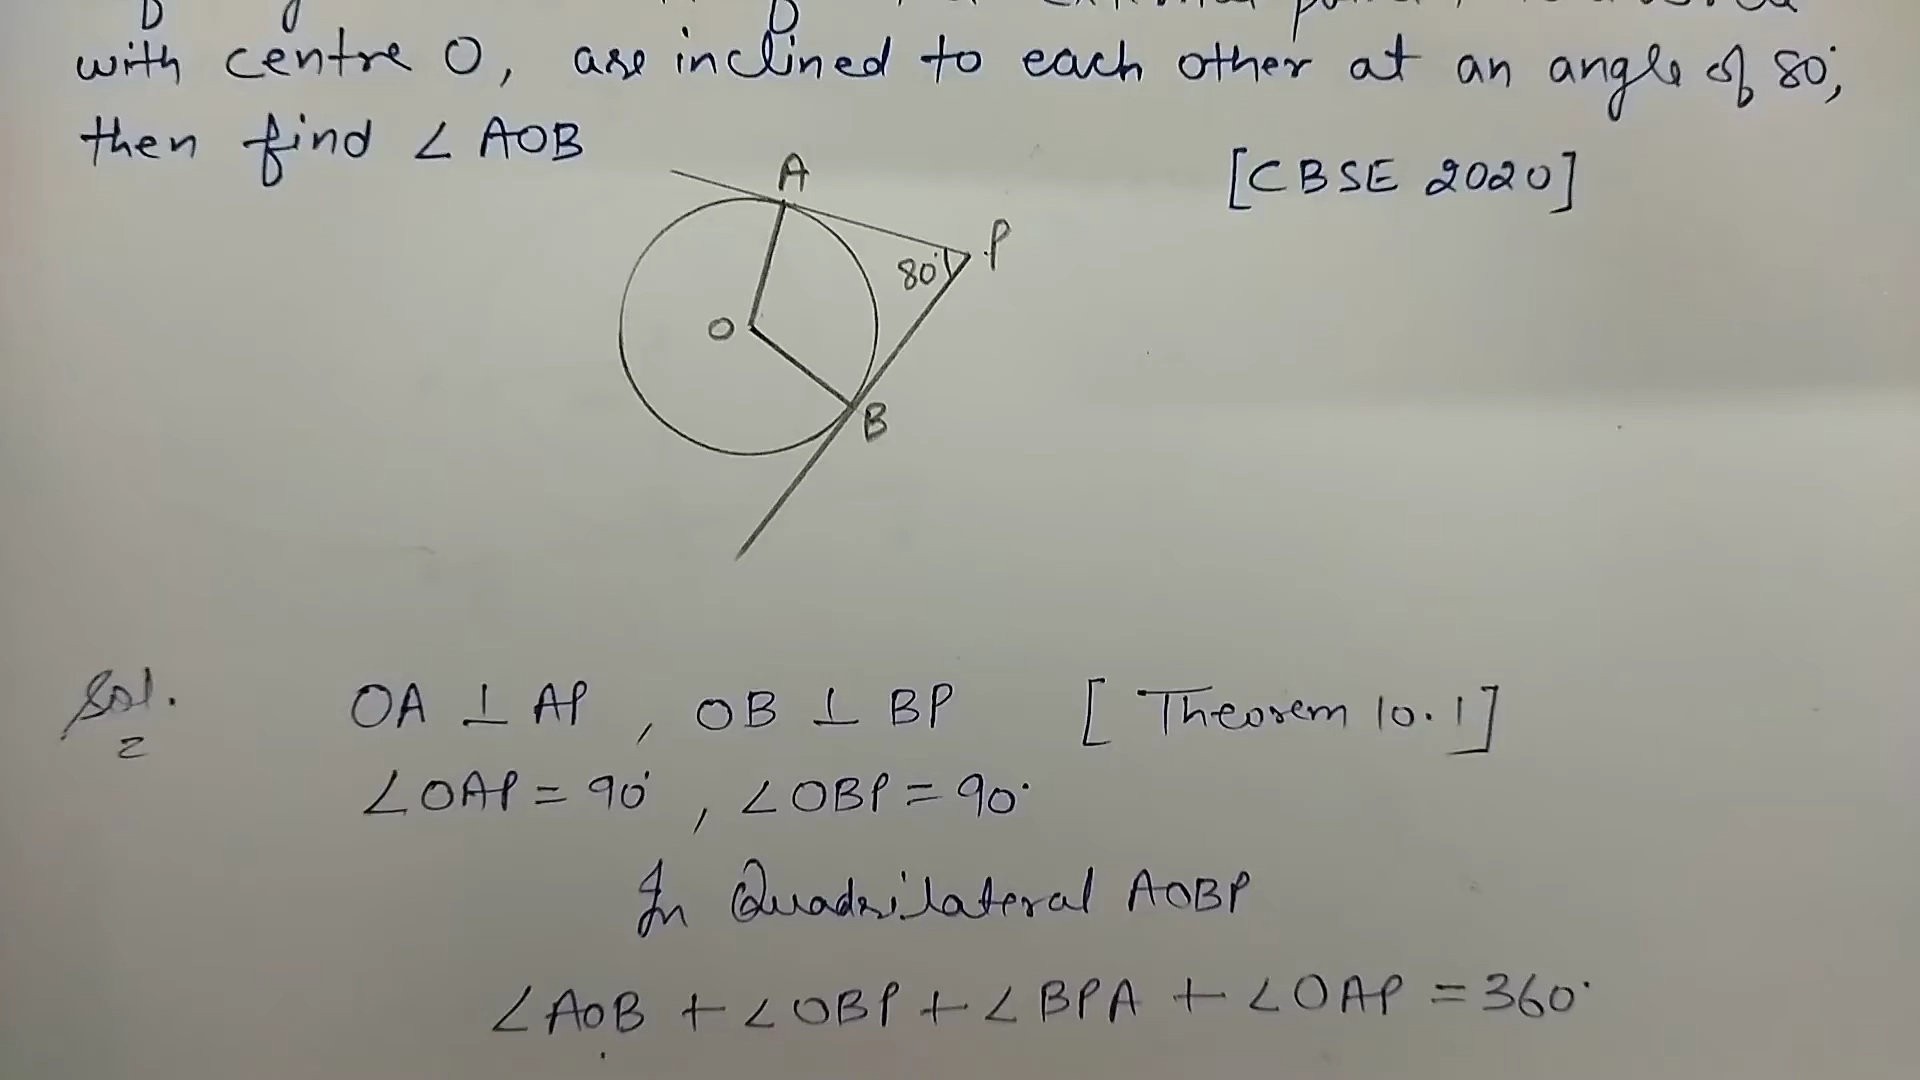 with centre O, are inclined to each other at an angle of 80°,
then find ∠AOB
[CBSE 2020]
A
P
80°
O
B
Sol.
OA ⊥ AP, OB ⊥ BP [Theorem 10.1]
∠OAP = 90°, ∠OBP = 90°
In Quadrilateral AOBP
∠AOB + ∠OBP + ∠BPA + ∠OAP = 360°